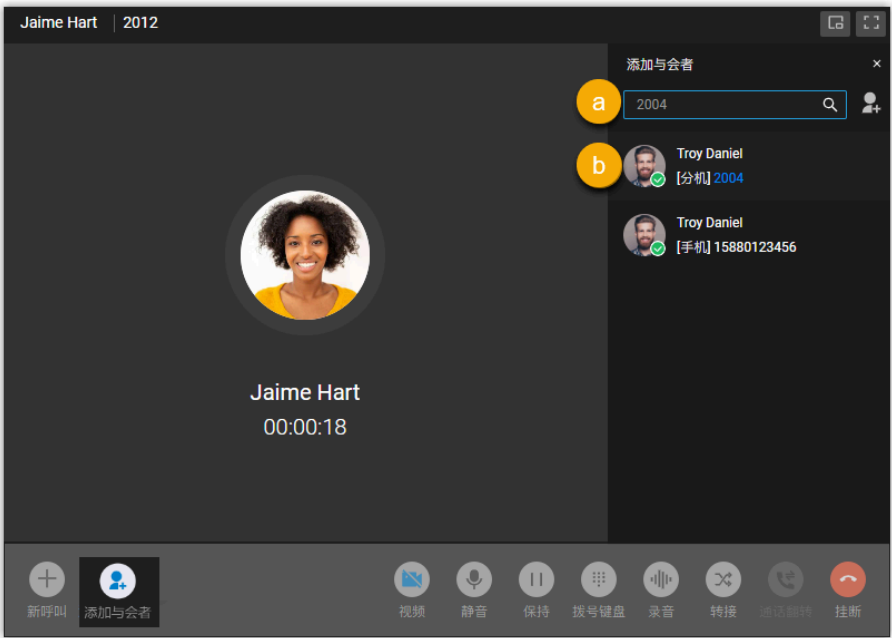 Jaime Hart | 2012
添加与会者
a
2004
b
Troy Daniel
[分机] 2004
Troy Daniel
[手机] 15880123456
Jaime Hart
00:00:18
新呼叫
添加与会者
视频
静音
保持
拨号键盘
录音
转接
通话翻转
挂断